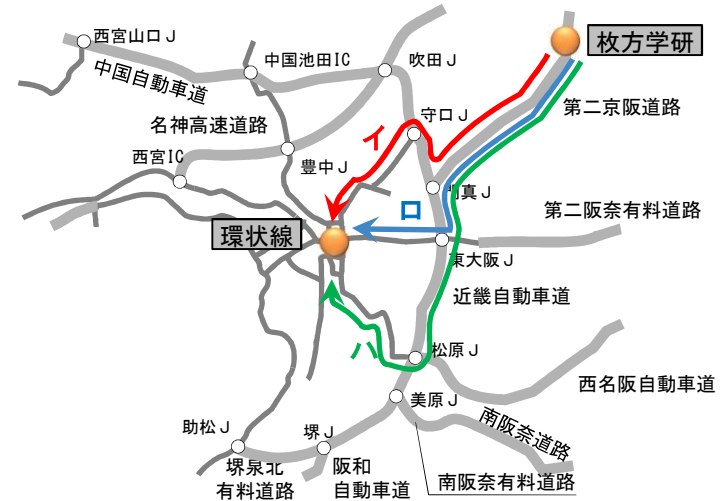 西宮山口J
中国自動車道
中国池田IC
吹田J
枚方学研
名神高速道路
守口J
第二京阪道路
イ
西宮IC
豊中J
門真J
ロ
第二阪奈有料道路
環状線
東大阪J
近畿自動車道
ハ
松原J
西名阪自動車道
美原J
南阪奈道路
助松J
堺J
堺泉北
有料道路
阪和
自動車道
南阪奈有料道路